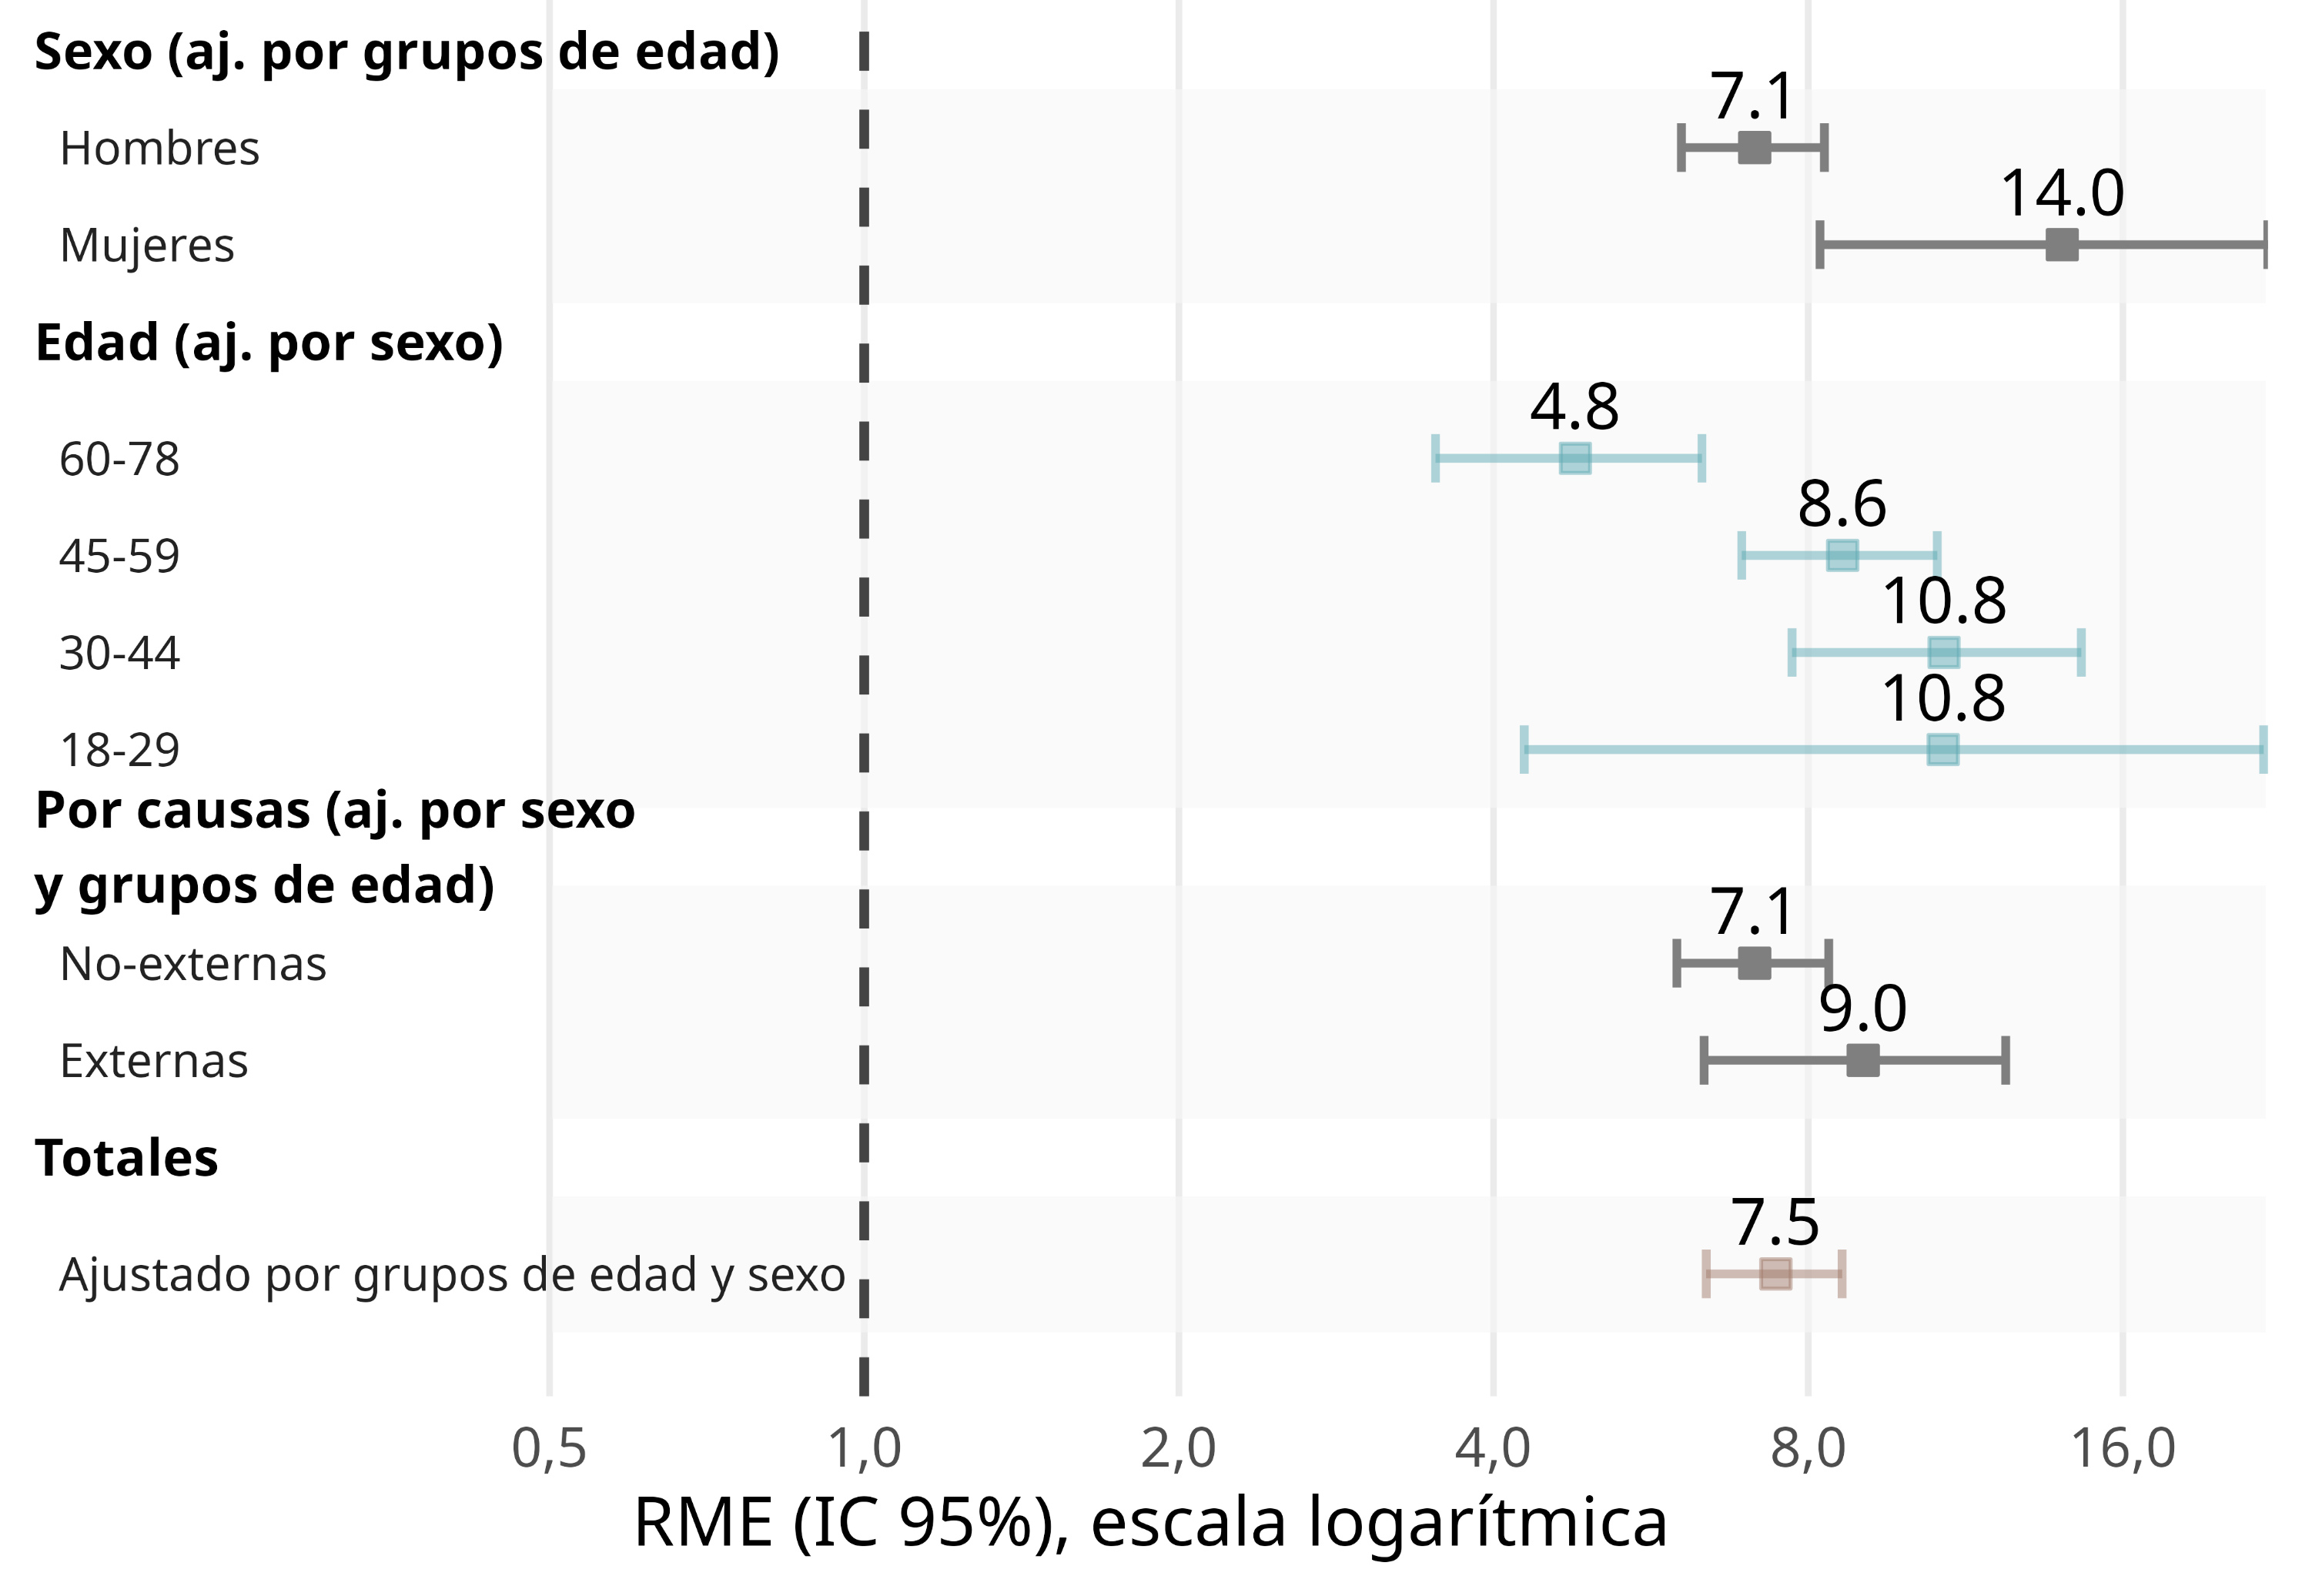 Sexo (aj. por grupos de edad)
7.1
Hombres
14.0
Mujeres
Edad (aj. por sexo)
4.8
60-78
8.6
45-59
10.8
30-44
10.8
18-29
Por causas (aj. por sexo
y grupos de edad)
7.1
No-externas
9.0
Externas
Totales
7.5
Ajustado por grupos de edad y sexo
0,5 1,0 2,0 4,0 8,0 16,0
RME (IC 95%), escala logarítmica